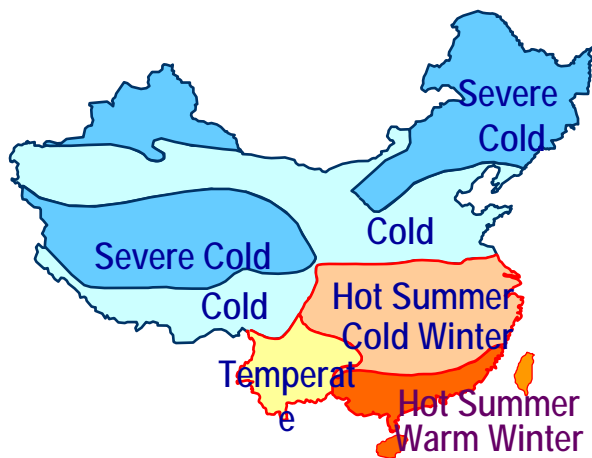 Severe
Cold
Cold
Severe Cold
Cold
Hot Summer
Cold Winter
Temperat
e
Hot Summer
Warm Winter